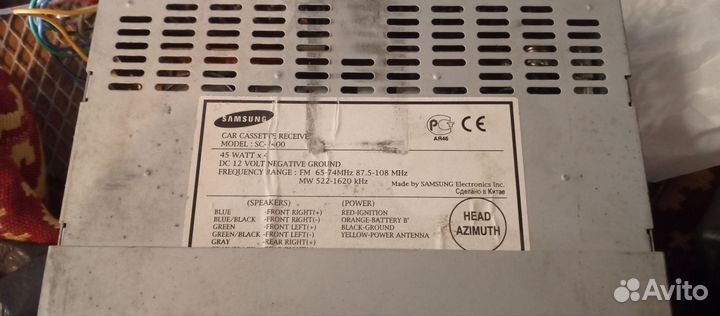 SAMSUNG
CAR CASSETTE RECEIVE
MODEL : SC-
45 WATT x 4
DC 12 VOLT NEGATIVE GROUND
FREQUENCY RANGE : FM 65-74MHz 87.5-108 MHz
MW 522-1620 kHz
РС
АЯ46
CE
Made by SAMSUNG Electronics Inc.
Сделано в Китае
(SPEAKERS) (POWER)
BLUE -FRONT RIGHT(+) RED-IGNITION
BLUE/BLACK -FRONT RIGHT(-) ORANGE-BATTERY B'
GREEN -FRONT LEFT(+) BLACK-GROUND
GREEN/BLACK -FRONT LEFT(-) YELLOW-POWER ANTENNA
GRAY -REAR RIGHT(+)
HEAD
AZIMUTH
Avito